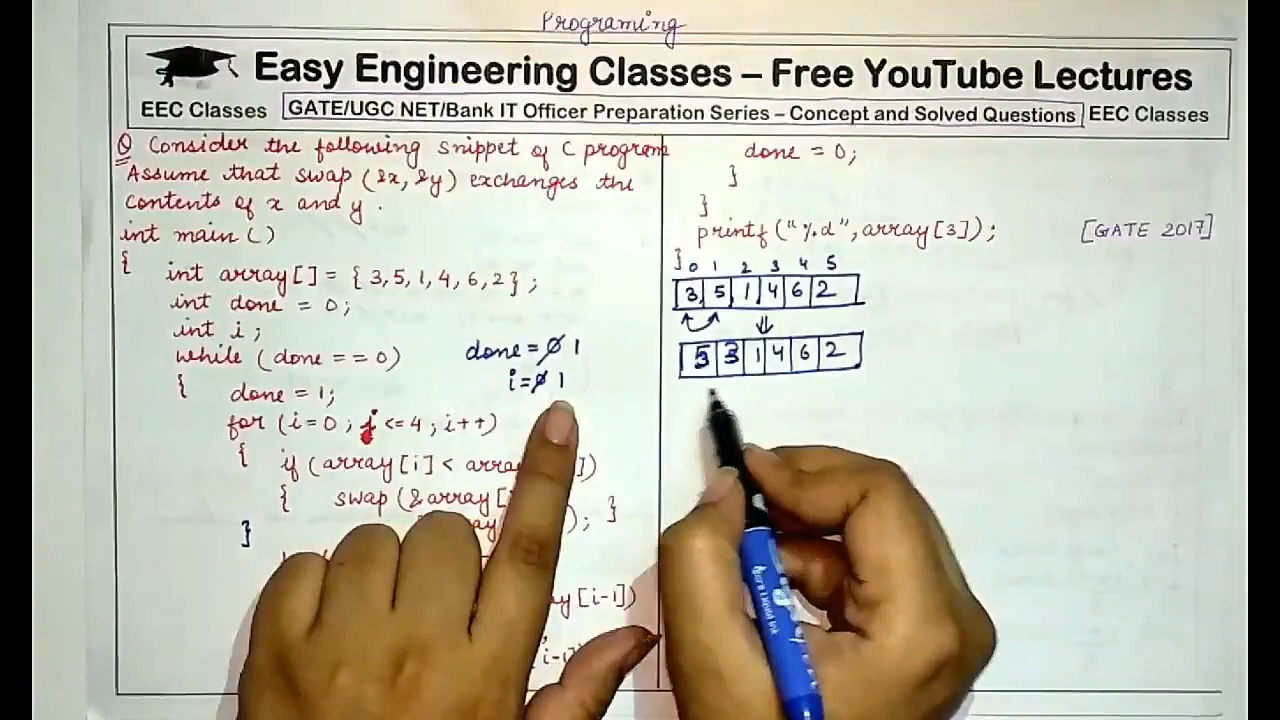 Programing
Easy Engineering Classes – Free YouTube Lectures
EEC Classes GATE/UGC NET/Bank IT Officer Preparation Series – Concept and Solved Questions EEC Classes
Q Consider the following snippet of C program
Assume that swap (&x, &y) exchanges the
contents of x and y.
int main()
{ int array[] = {3,5,1,4,6,2};
int done = 0;
int i;
while (done == 0)
{ done = 1;
for (i=0; i <=4; i++)
{ if (array[i] <
{ swap (&array[
); }
}
[i-1])
done = 0 1
i = 0 1
done = 0;
}
}
printf("%d", array[3]); [GATE 2017]
}
0 1 2 3 4 5
3 5 1 4 6 2
5 3 1 4 6 2